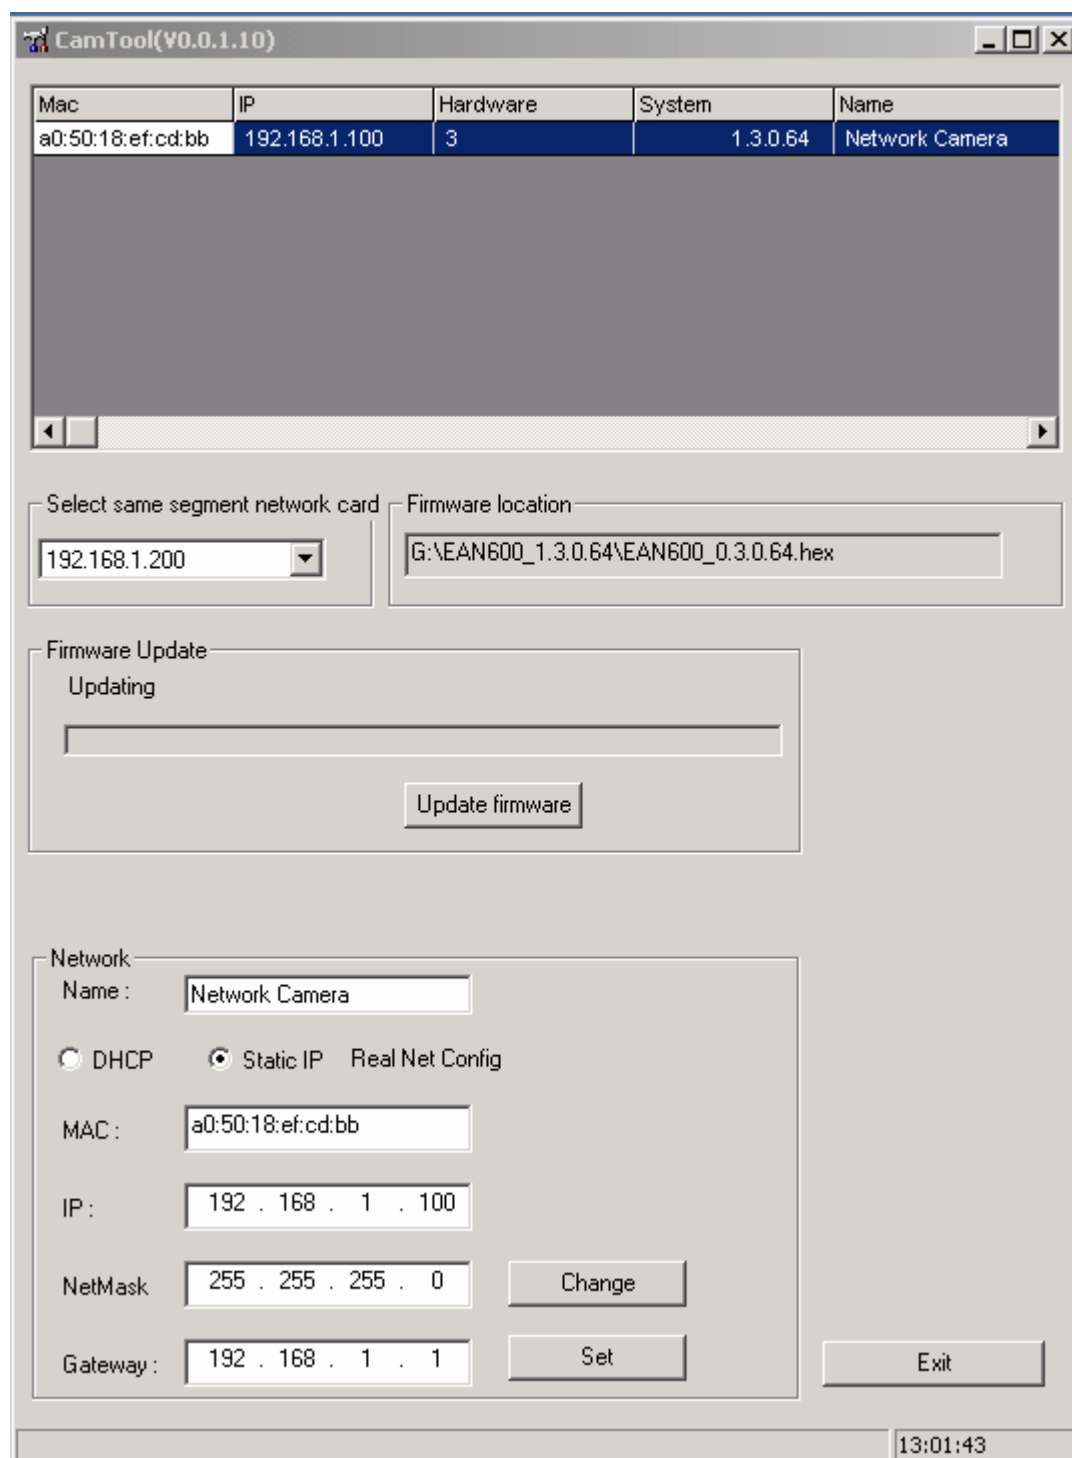 CamTool(V0.0.1.10)
Mac IP Hardware System Name
a0:50:18:ef:cd:bb 192.168.1.100 3 1.3.0.64 Network Camera
Select same segment network card Firmware location
192.168.1.200 G:\EAN600_1.3.0.64\EAN600_0.3.0.64.hex
Firmware Update
Updating
Update firmware
Network
Name : Network Camera
DHCP Static IP Real Net Config
MAC : a0:50:18:ef:cd:bb
IP : 192 . 168 . 1 . 100
NetMask 255 . 255 . 255 . 0 Change
Gateway : 192 . 168 . 1 . 1 Set Exit
13:01:43